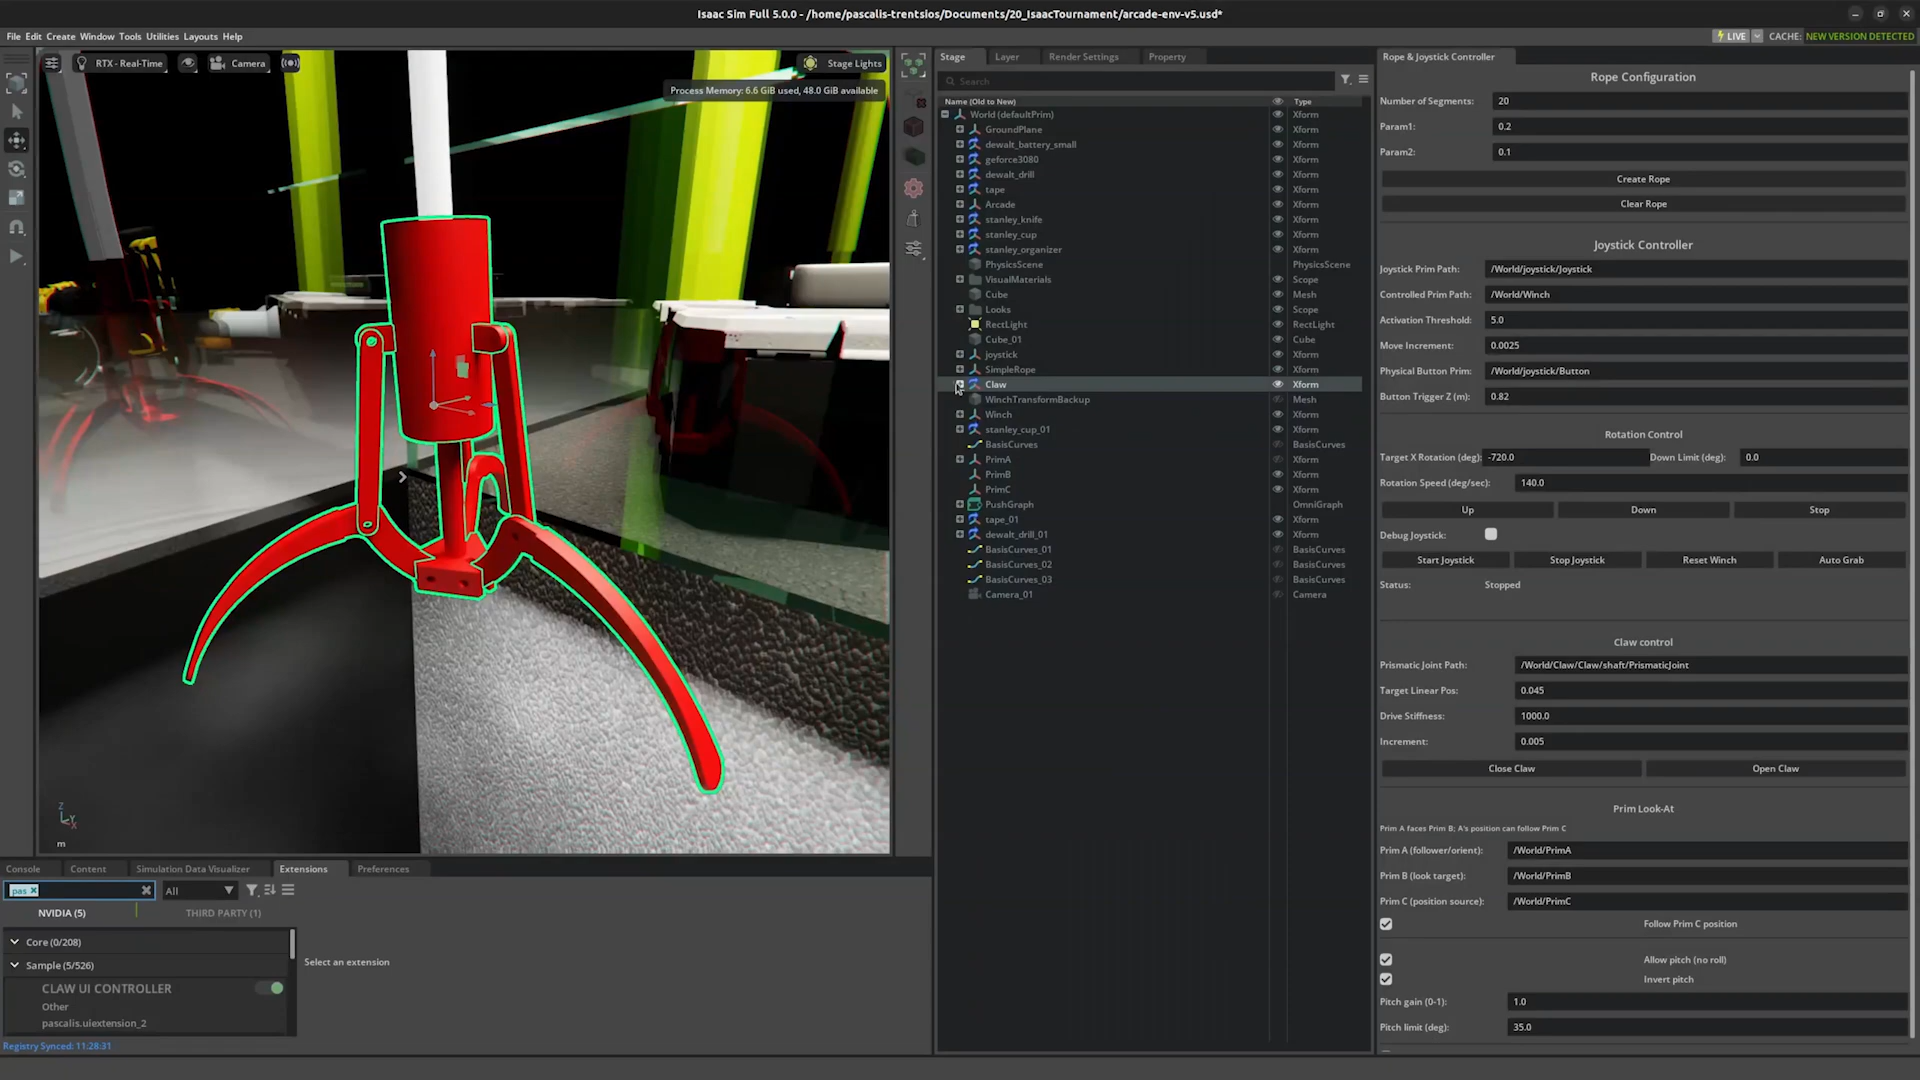 Isaac Sim Full 5.0.0 - /home/pascalis-trentsios/Documents/20_IsaacTournament/arcade-env-v5.usd*
File Edit Create Window Tools Utilities Layouts Help
LIVE CACHE: NEW VERSION DETECTED
RTX - Real-Time Camera Stage Lights
Process Memory: 6.6 GiB used, 48.0 GiB available
Z
Y
X
m
Stage Layer Render Settings Property
Search
Name (Old to New) Type
World (defaultPrim) Xform
GroundPlane Xform
dewalt_battery_small Xform
geforce3080 Xform
dewalt_drill Xform
tape Xform
Arcade Xform
stanley_knife Xform
stanley_cup Xform
stanley_organizer Xform
PhysicsScene PhysicsScene
VisualMaterials Scope
Cube Mesh
Looks Scope
RectLight RectLight
Cube_01 Cube
joystick Xform
SimpleRope Xform
Claw Xform
WinchTransformBackup Mesh
Winch Xform
stanley_cup_01 Xform
BasisCurves BasisCurves
PrimA Xform
PrimB Xform
PrimC Xform
PushGraph OmniGraph
tape_01 Xform
dewalt_drill_01 Xform
BasisCurves_01 BasisCurves
BasisCurves_02 BasisCurves
BasisCurves_03 BasisCurves
Camera_01 Camera
Rope & Joystick Controller
Rope Configuration
Number of Segments: 20
Param1: 0.2
Param2: 0.1
Create Rope
Clear Rope
Joystick Controller
Joystick Prim Path: /World/joystick/Joystick
Controlled Prim Path: /World/Winch
Activation Threshold: 5.0
Move Increment: 0.0025
Physical Button Prim: /World/joystick/Button
Button Trigger Z (m): 0.82
Rotation Control
Target X Rotation (deg): -720.0 Down Limit (deg): 0.0
Rotation Speed (deg/sec): 140.0
Up Down Stop
Debug Joystick:
Start Joystick Stop Joystick Reset Winch Auto Grab
Status: Stopped
Claw control
Prismatic Joint Path: /World/Claw/Claw/shaft/PrismaticJoint
Target Linear Pos: 0.045
Drive Stiffness: 1000.0
Increment: 0.005
Close Claw Open Claw
Prim Look-At
Prim A faces Prim B; A's position can follow Prim C
Prim A (follower/orient): /World/PrimA
Prim B (look target): /World/PrimB
Prim C (position source): /World/PrimC
Follow Prim C position
Allow pitch (no roll)
Invert pitch
Pitch gain (0-1): 1.0
Pitch limit (deg): 35.0
Console Content Simulation Data Visualizer Extensions Preferences
pas All
NVIDIA (5) THIRD PARTY (1)
Core (0/208)
Sample (5/526)
CLAW UI CONTROLLER
Other
pascalis.uiextension_2
Select an extension
Registry Synced: 11:28:31